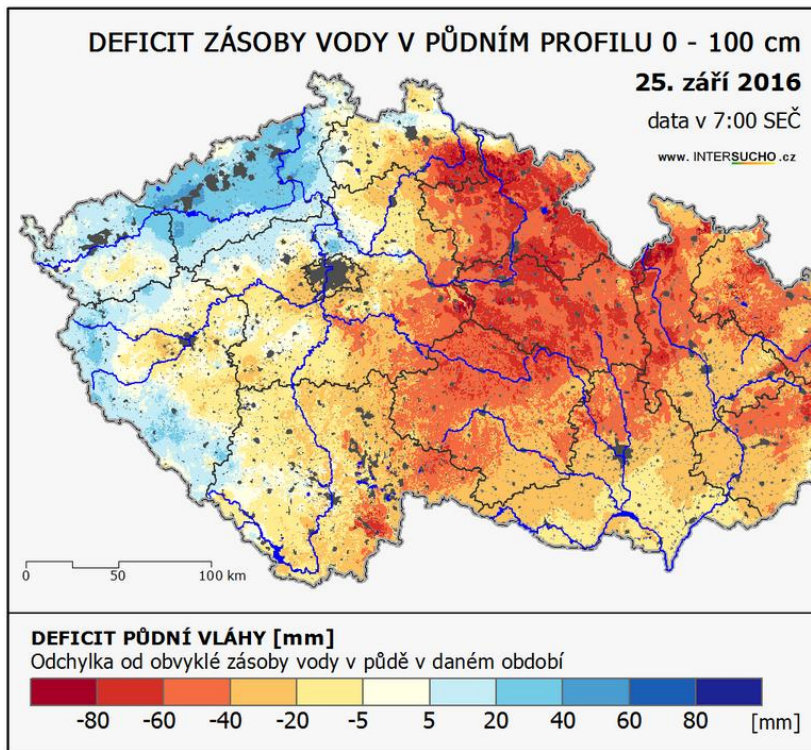 DEFICIT ZÁSOBY VODY V PŮDNÍM PROFILU 0 - 100 cm
25. září 2016
data v 7:00 SEČ
www. INTERSUCHO .cz
0 50 100 km
DEFICIT PŮDNÍ VLÁHY [mm]
Odchylka od obvyklé zásoby vody v půdě v daném období
-80 -60 -40 -20 -5 5 20 40 60 80 [mm]